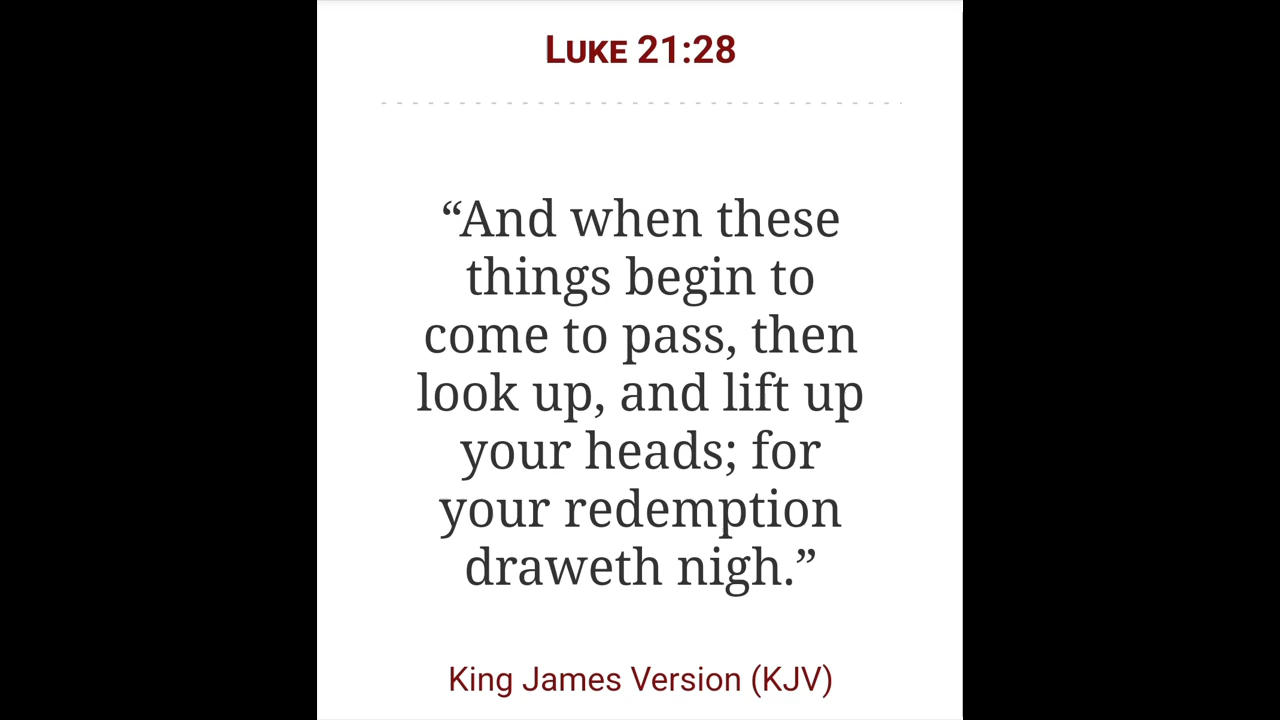 Luke 21:28
“And when these
things begin to
come to pass, then
look up, and lift up
your heads; for
your redemption
draweth nigh.”
King James Version (KJV)